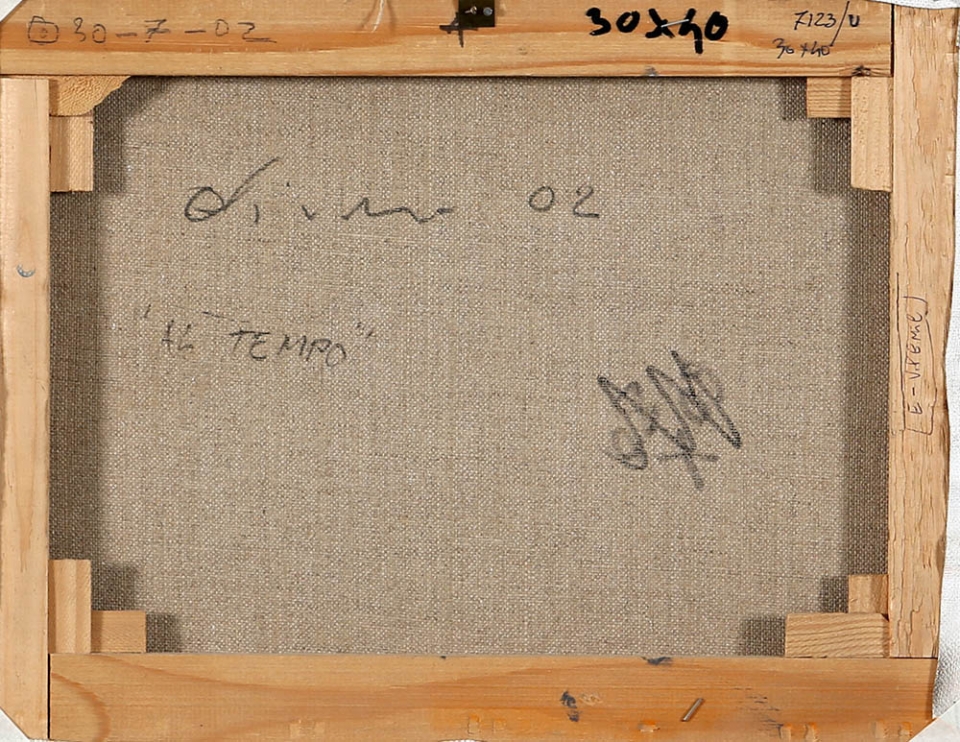 30-7-02
30x40
7123/U
30x40
02
"AL TEMPO"
E-vreme